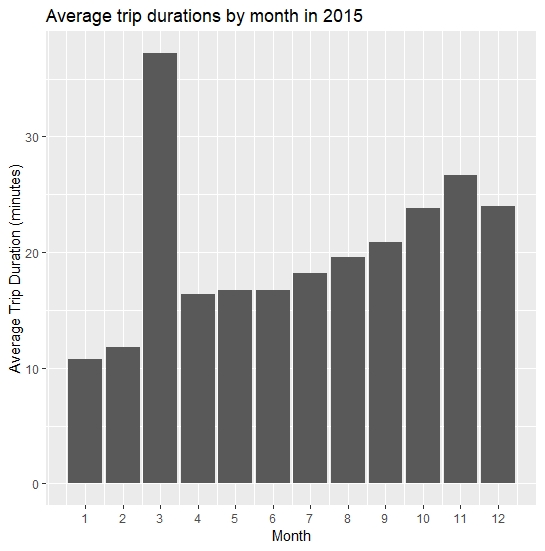 Average trip durations by month in 2015
Average Trip Duration (minutes)
30
20
10
0
1 2 3 4 5 6 7 8 9 10 11 12
Month